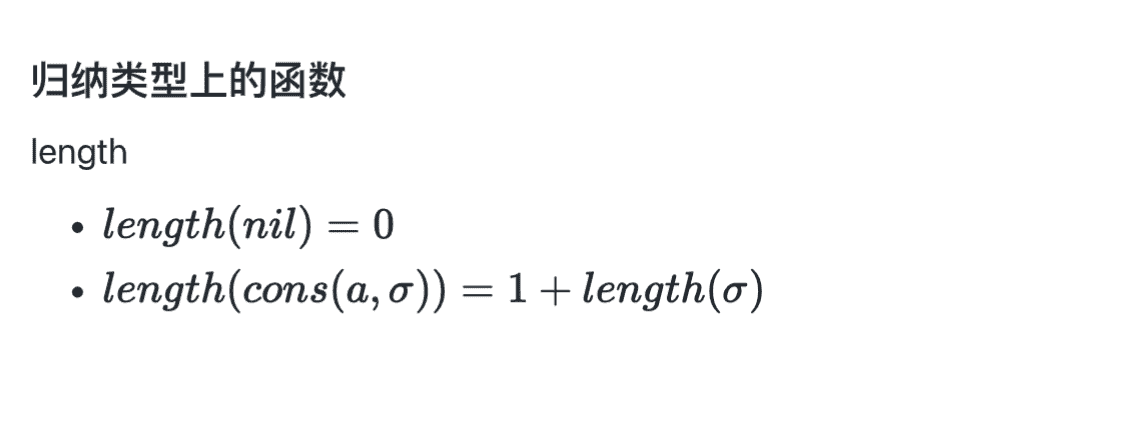 归纳类型上的函数
length
• length(nil) = 0
• length(cons(a, σ)) = 1 + length(σ)